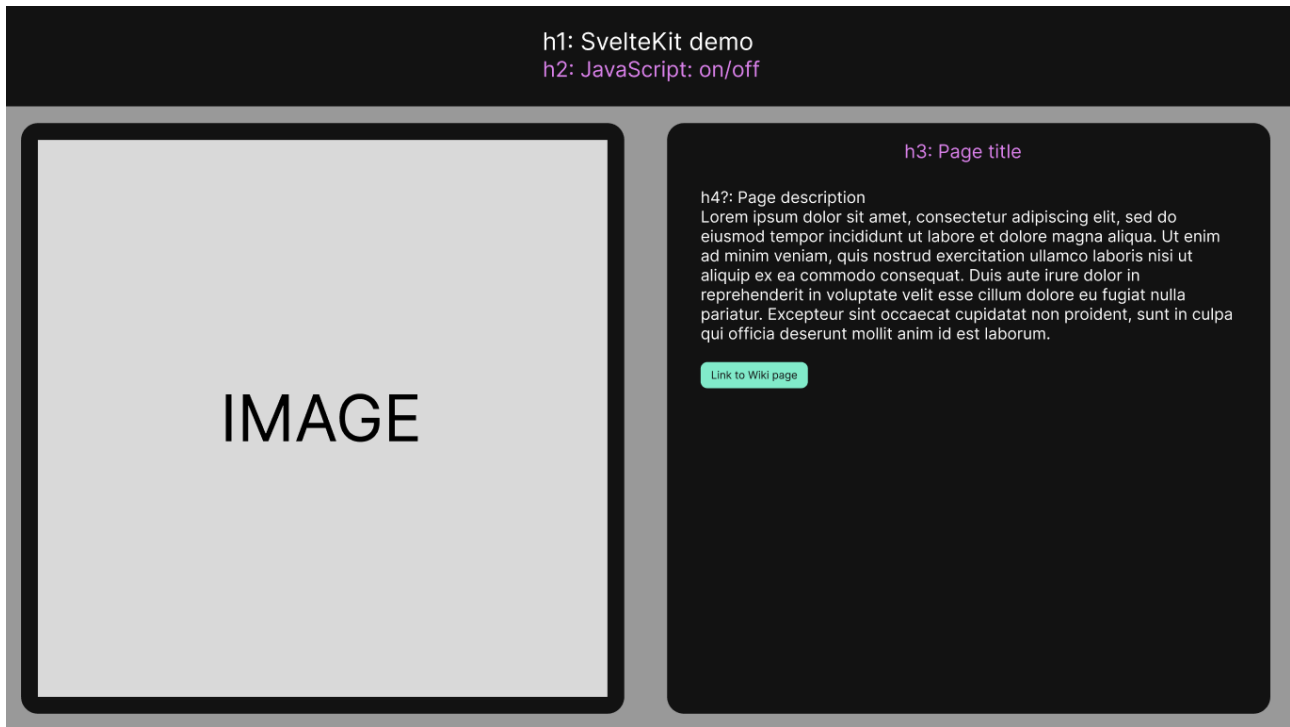 h1: SvelteKit demo
h2: JavaScript: on/off
IMAGE
h3: Page title
h4?: Page description
Lorem ipsum dolor sit amet, consectetur adipiscing elit, sed do
eiusmod tempor incididunt ut labore et dolore magna aliqua. Ut enim
ad minim veniam, quis nostrud exercitation ullamco laboris nisi ut
aliquip ex ea commodo consequat. Duis aute irure dolor in
reprehenderit in voluptate velit esse cillum dolore eu fugiat nulla
pariatur. Excepteur sint occaecat cupidatat non proident, sunt in culpa
qui officia deserunt mollit anim id est laborum.
Link to Wiki page